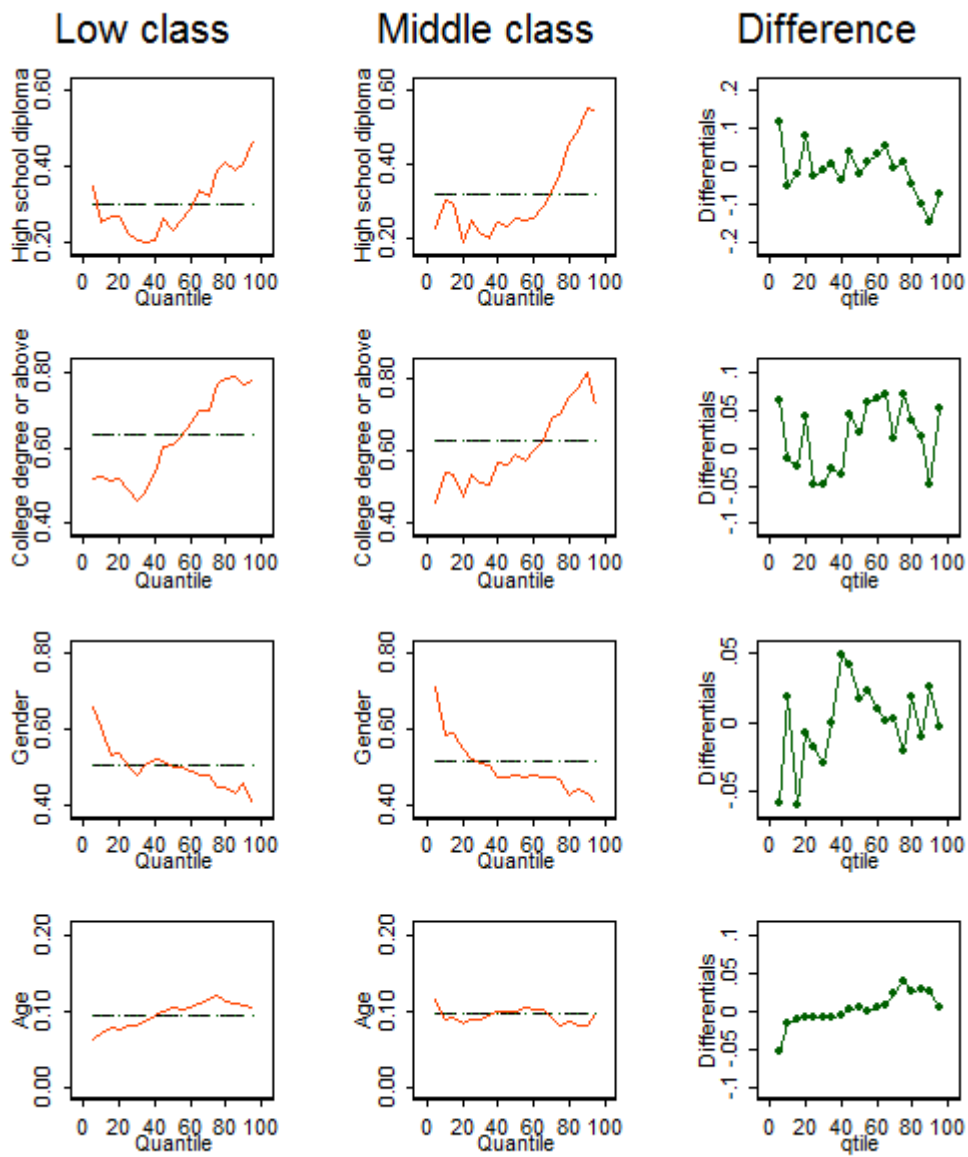 Low class Middle class Difference
High school diploma
0.20 0.40 0.60
0 20 40 60 80 100
Quantile
High school diploma
0.20 0.40 0.60
0 20 40 60 80 100
Quantile
Differentials
-.2 -.1 0 .1 .2
0 20 40 60 80 100
qtile
College degree or above
0.40 0.60 0.80
0 20 40 60 80 100
Quantile
College degree or above
0.40 0.60 0.80
0 20 40 60 80 100
Quantile
Differentials
-.1 -.05 0 .05 .1
0 20 40 60 80 100
qtile
Gender
0.40 0.60 0.80
0 20 40 60 80 100
Quantile
Gender
0.40 0.60 0.80
0 20 40 60 80 100
Quantile
Differentials
-.05 0 .05
0 20 40 60 80 100
qtile
Age
0.00 0.10 0.20
0 20 40 60 80 100
Quantile
Age
0.00 0.10 0.20
0 20 40 60 80 100
Quantile
Differentials
-.1 -.05 0 .05 .1
0 20 40 60 80 100
qtile